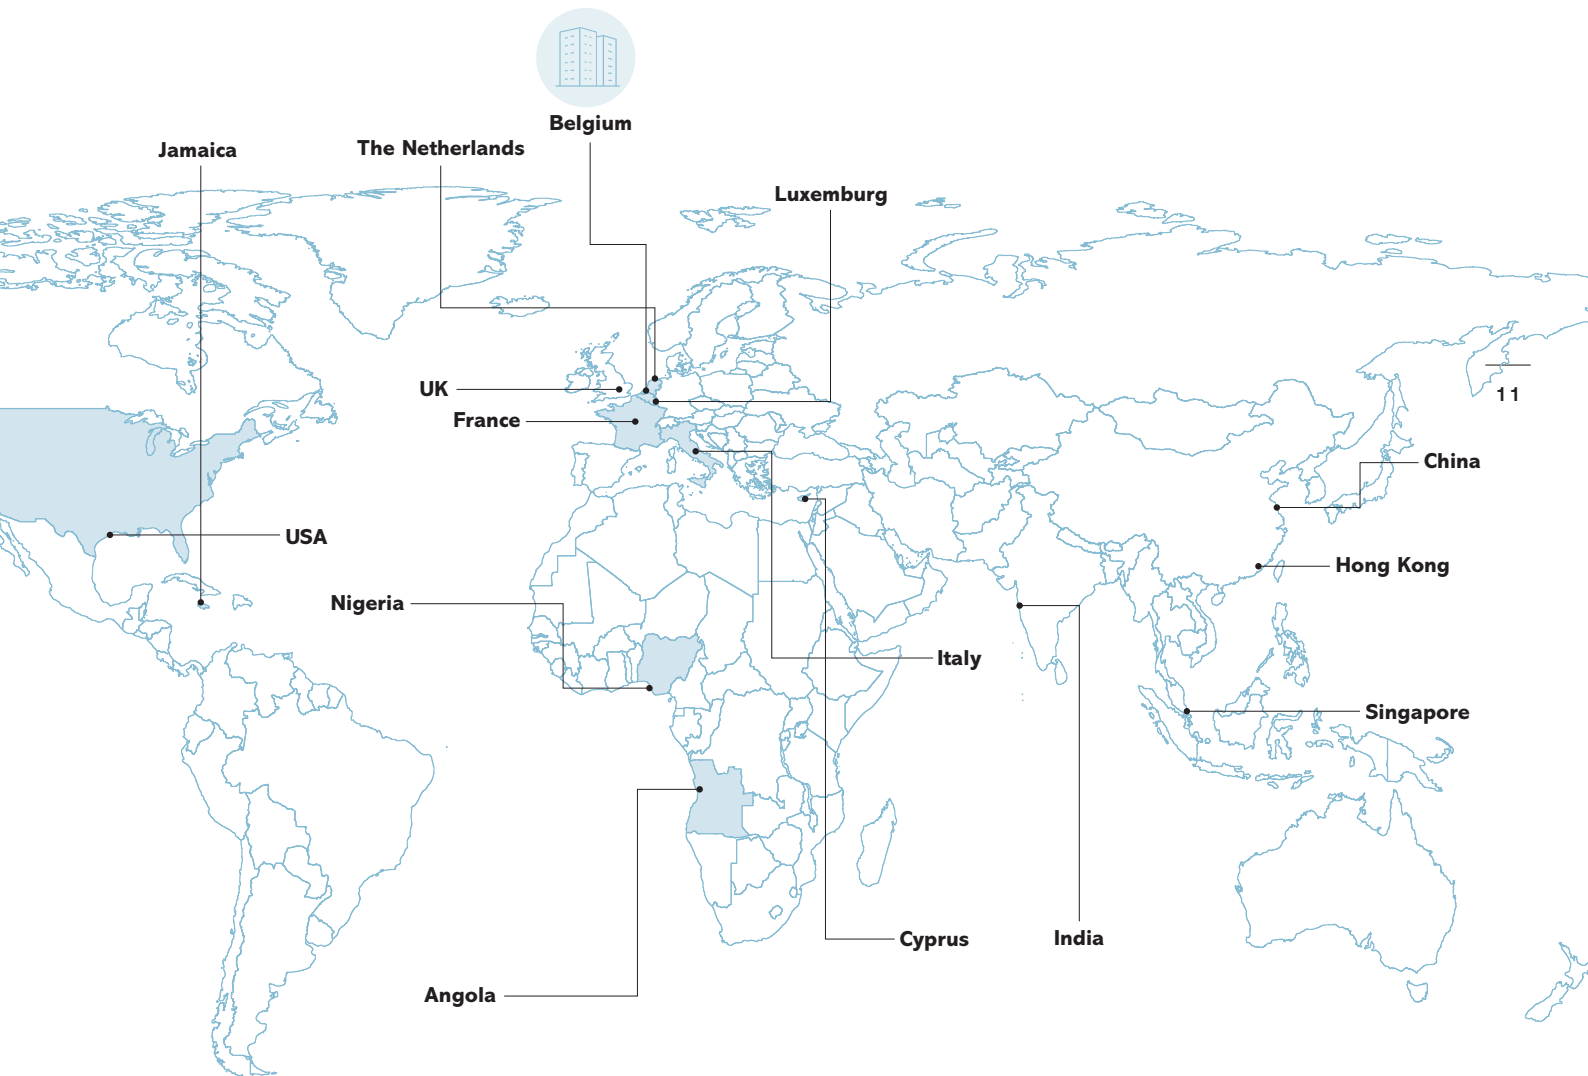 Belgium
Jamaica
The Netherlands
Luxemburg
UK
11
France
China
USA
Hong Kong
Nigeria
Italy
Singapore
Cyprus
India
Angola